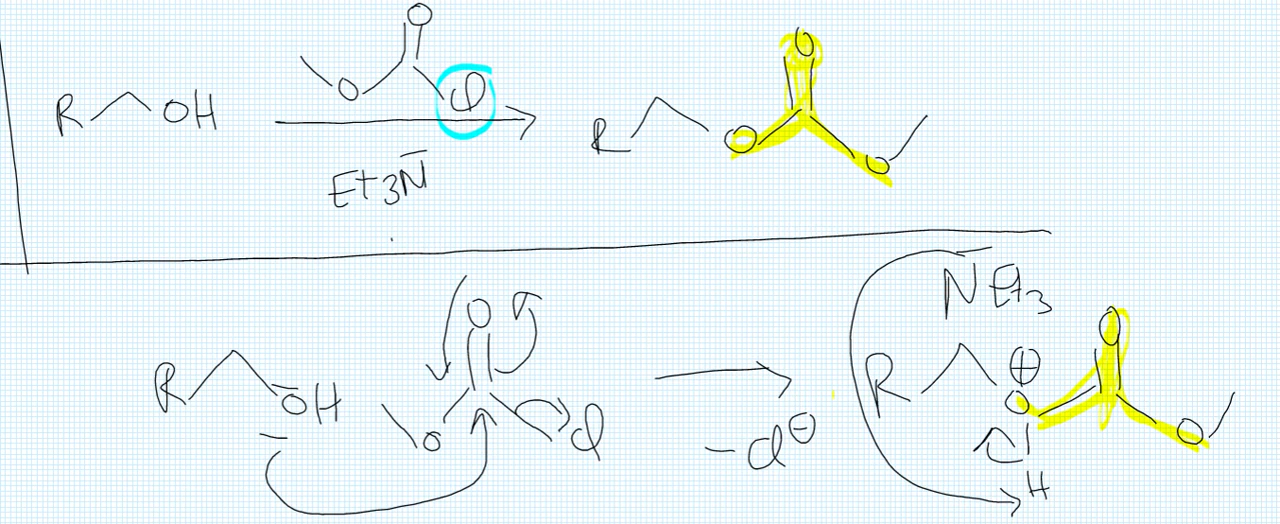 R OH O O Cl R O O O
Et3N
NEt3
R OH O O Cl R O O O
-Cl⊖ ⊕ H